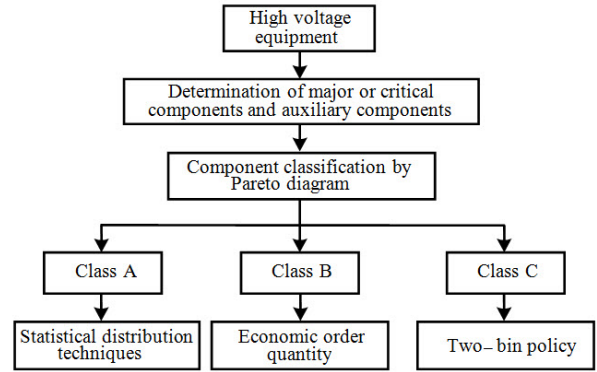 High voltage
equipment
Determination of major or critical
components and auxiliary components
Component classification by
Pareto diagram
Class A
Class B
Class C
Statistical distribution
techniques
Economic order
quantity
Two– bin policy